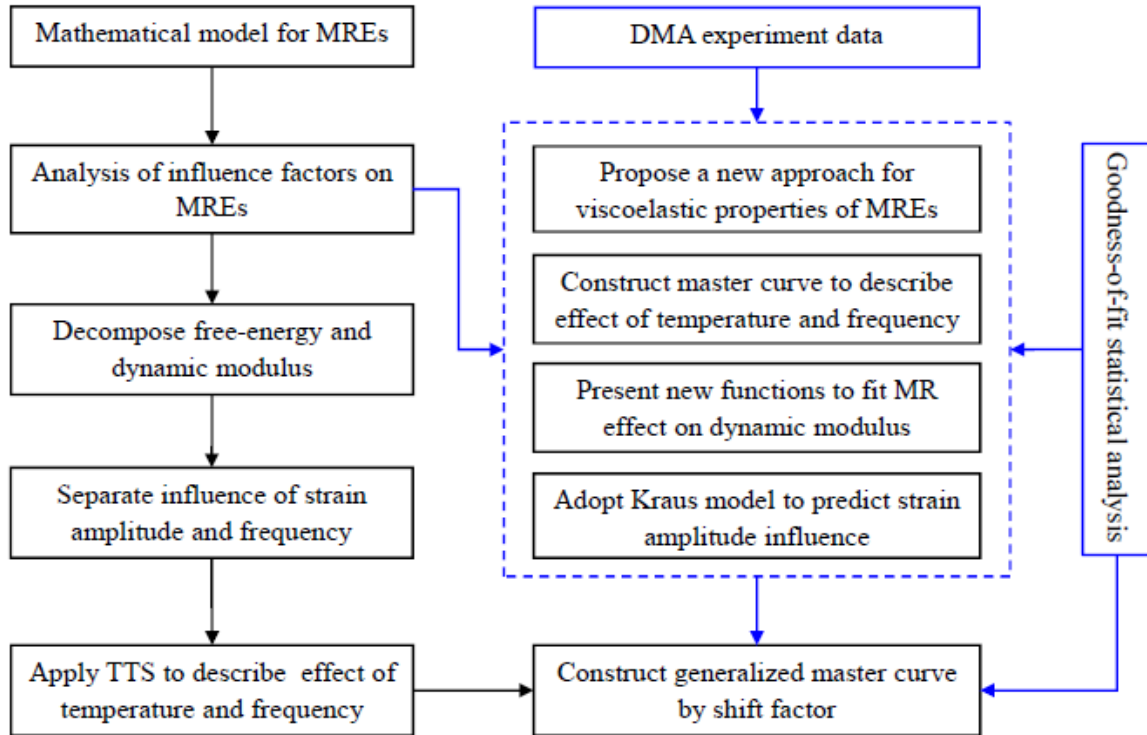 Mathematical model for MREs
Analysis of influence factors on
MREs
Decompose free-energy and
dynamic modulus
Separate influence of strain
amplitude and frequency
Apply TTS to describe effect of
temperature and frequency
DMA experiment data
Propose a new approach for
viscoelastic properties of MREs
Construct master curve to describe
effect of temperature and frequency
Present new functions to fit MR
effect on dynamic modulus
Adopt Kraus model to predict strain
amplitude influence
Construct generalized master curve
by shift factor
Goodness-of-fit statistical analysis